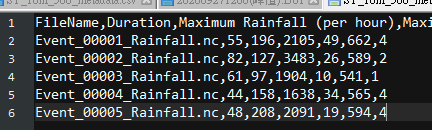 1 FileName,Duration,Maximum Rainfall (per hour),Maxi
2 Event_00001_Rainfall.nc,55,196,2105,49,662,4
3 Event_00002_Rainfall.nc,82,127,3483,26,589,2
4 Event_00003_Rainfall.nc,61,97,1904,10,541,1
5 Event_00004_Rainfall.nc,44,158,1638,34,565,4
6 Event_00005_Rainfall.nc,48,208,2091,19,594,4